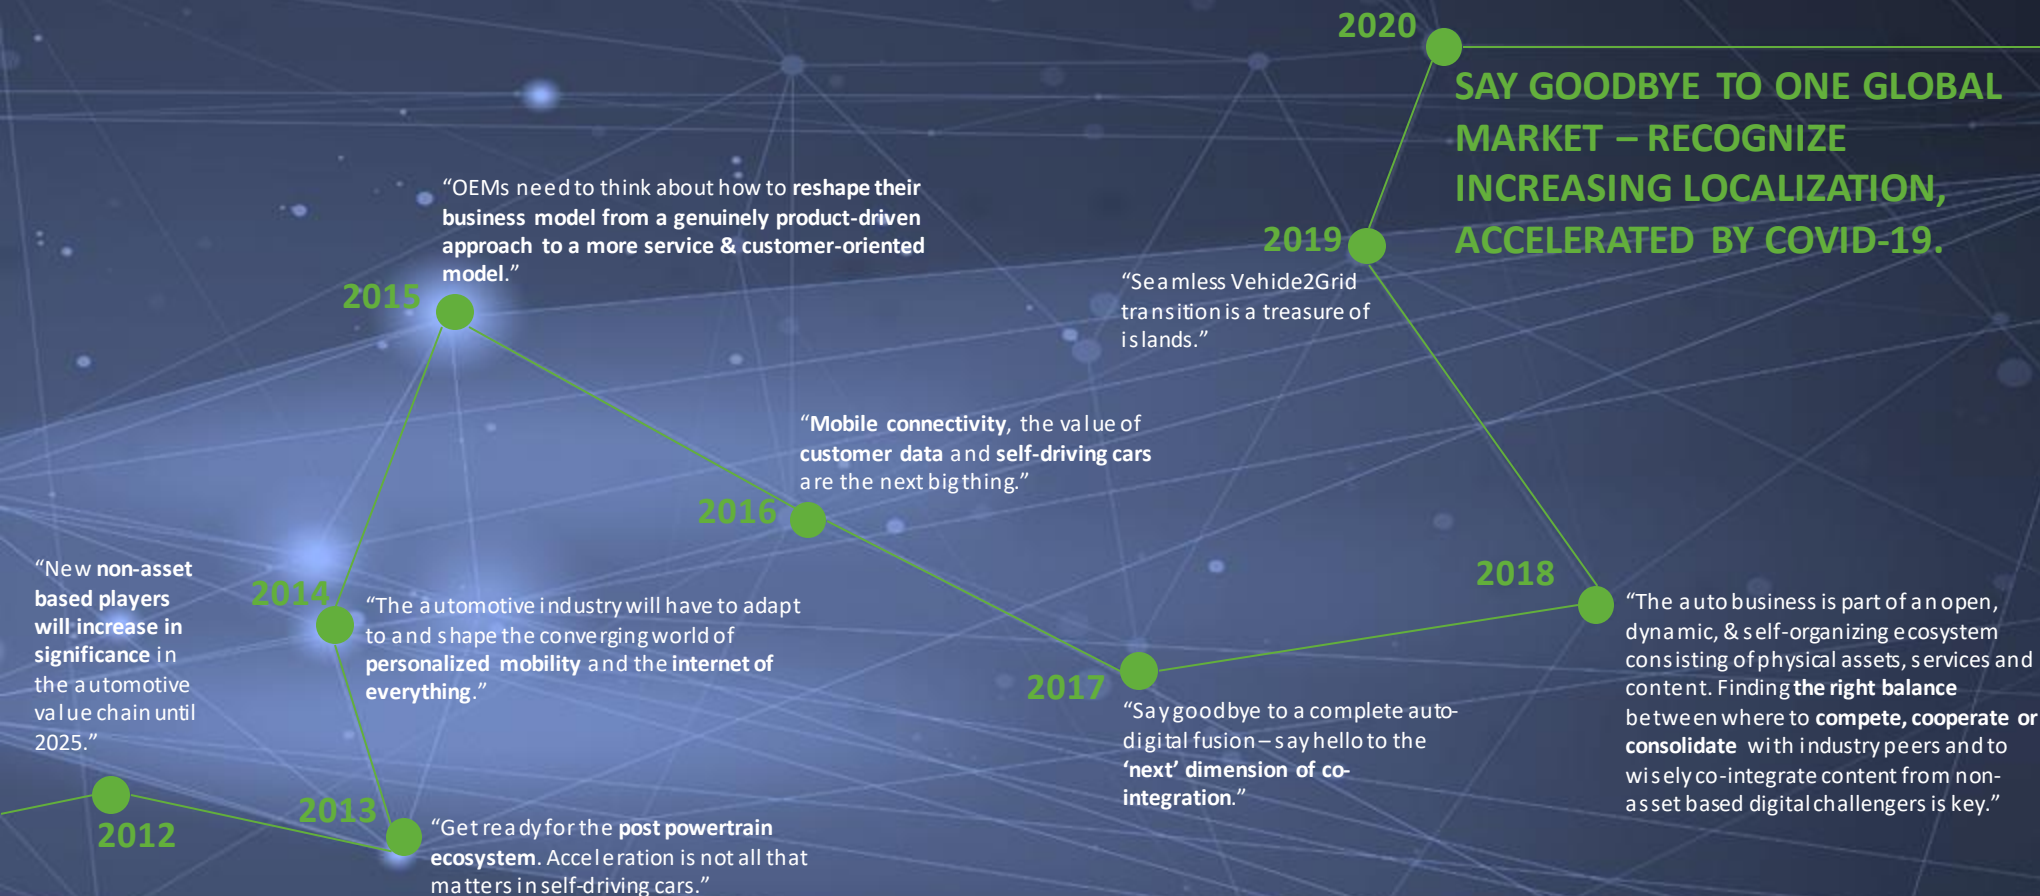 2020
SAY GOODBYE TO ONE GLOBAL
MARKET – RECOGNIZE
INCREASING LOCALIZATION,
ACCELERATED BY COVID-19.
“OEMs need to think about how to reshape their
business model from a genuinely product-driven
approach to a more service & customer-oriented
model.”
2015
2019
“Seamless Vehicle2Grid
transition is a treasure of
islands.”
“Mobile connectivity, the value of
customer data and self-driving cars
are the next big thing.”
2016
“New non-asset
based players
will increase in
significance in
the automotive
value chain until
2025.”
2012
2014
“The automotive industry will have to adapt
to and shape the converging world of
personalized mobility and the internet of
everything.”
2013
“Get ready for the post powertrain
ecosystem. Acceleration is not all that
matters in self-driving cars.”
2017
“Say goodbye to a complete auto-
digital fusion – say hello to the
‘next’ dimension of co-
integration.”
2018
“The auto business is part of an open,
dynamic, & self-organizing ecosystem
consisting of physical assets, services and
content. Finding the right balance
between where to compete, cooperate or
consolidate with industry peers and to
wisely co-integrate content from non-
asset based digital challengers is key.”